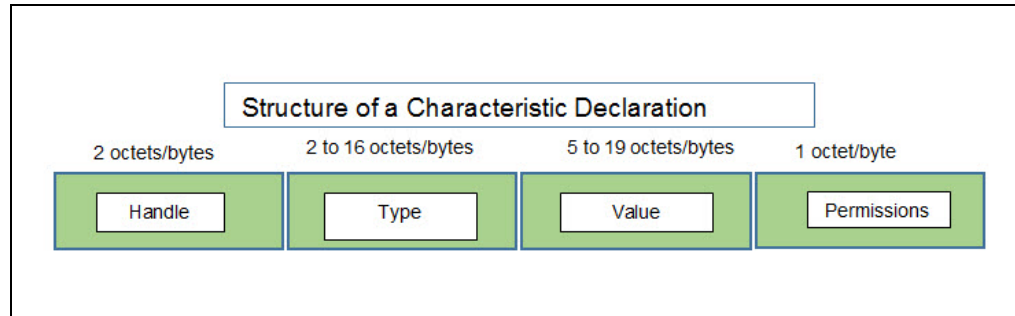 Structure of a Characteristic Declaration
2 octets/bytes
2 to 16 octets/bytes
5 to 19 octets/bytes
1 octet/byte
Handle
Type
Value
Permissions